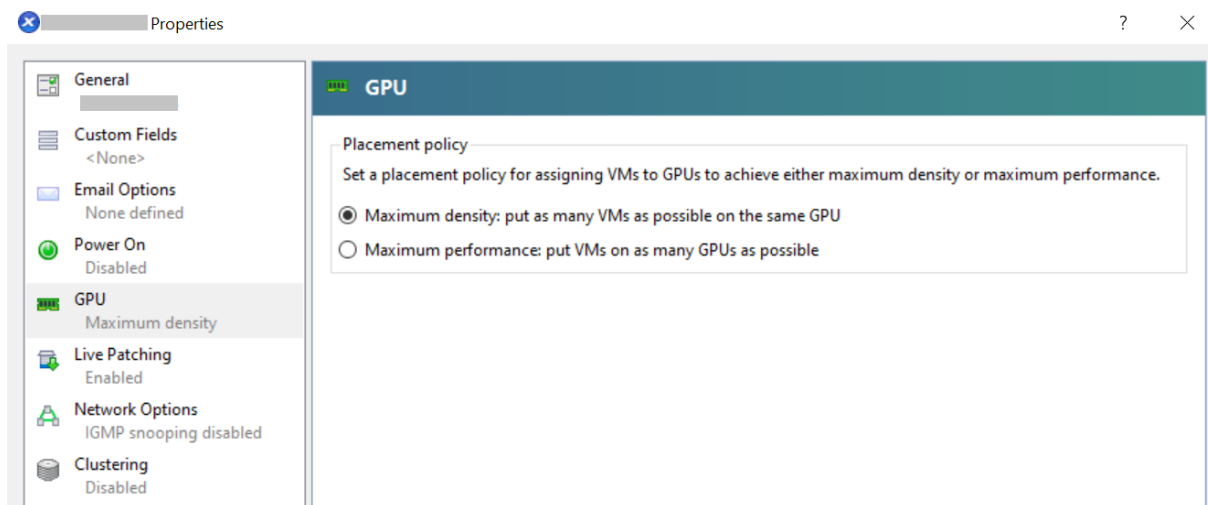 Properties
?
General
Custom Fields
<None>
Email Options
None defined
Power On
Disabled
GPU
Maximum density
Live Patching
Enabled
Network Options
IGMP snooping disabled
Clustering
Disabled
GPU
Placement policy
Set a placement policy for assigning VMs to GPUs to achieve either maximum density or maximum performance.
Maximum density: put as many VMs as possible on the same GPU
Maximum performance: put VMs on as many GPUs as possible